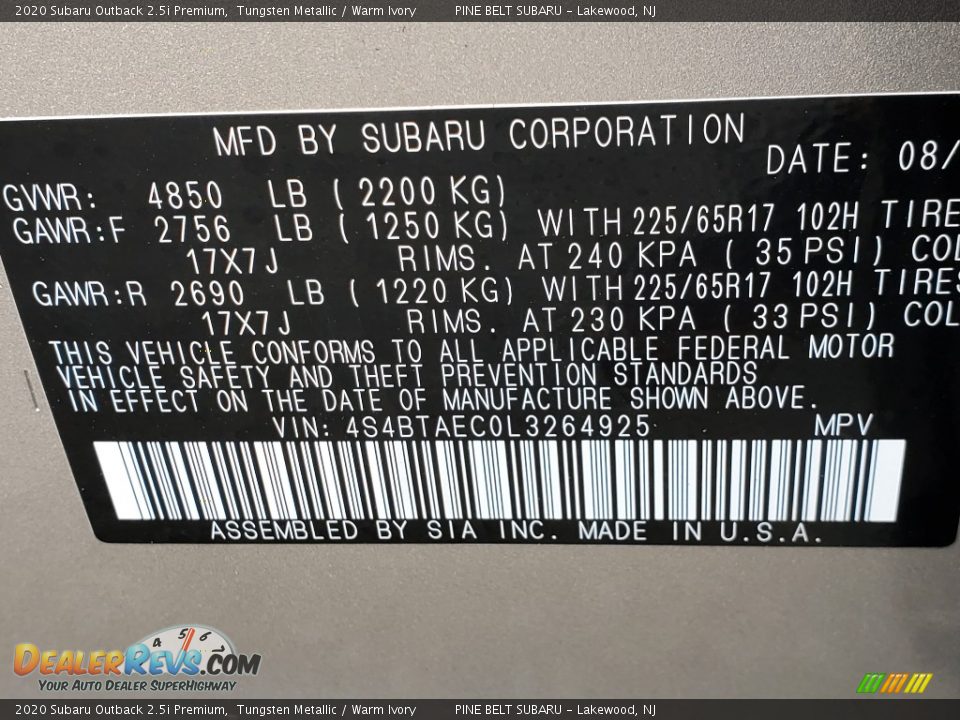 2020 Subaru Outback 2.5i Premium, Tungsten Metallic / Warm Ivory PINE BELT SUBARU - Lakewood, NJ
MFD BY SUBARU CORPORATION
DATE: 08/
GVWR: 4850 LB ( 2200 KG)
GAWR:F 2756 LB ( 1250 KG) WITH 225/65R17 102H TIRE
17X7J RIMS. AT 240 KPA ( 35 PSI) COL
GAWR:R 2690 LB ( 1220 KG) WITH 225/65R17 102H TIRES
17X7J RIMS. AT 230 KPA ( 33 PSI) COL
THIS VEHICLE CONFORMS TO ALL APPLICABLE FEDERAL MOTOR
VEHICLE SAFETY AND THEFT PREVENTION STANDARDS
IN EFFECT ON THE DATE OF MANUFACTURE SHOWN ABOVE.
VIN: 4S4BTAEC0L3264925 MPV
ASSEMBLED BY SIA INC. MADE IN U.S.A.
4 5 6 7
DEALERREVS.COM
YOUR AUTO DEALER SUPERHIGHWAY
2020 Subaru Outback 2.5i Premium, Tungsten Metallic / Warm Ivory PINE BELT SUBARU - Lakewood, NJ